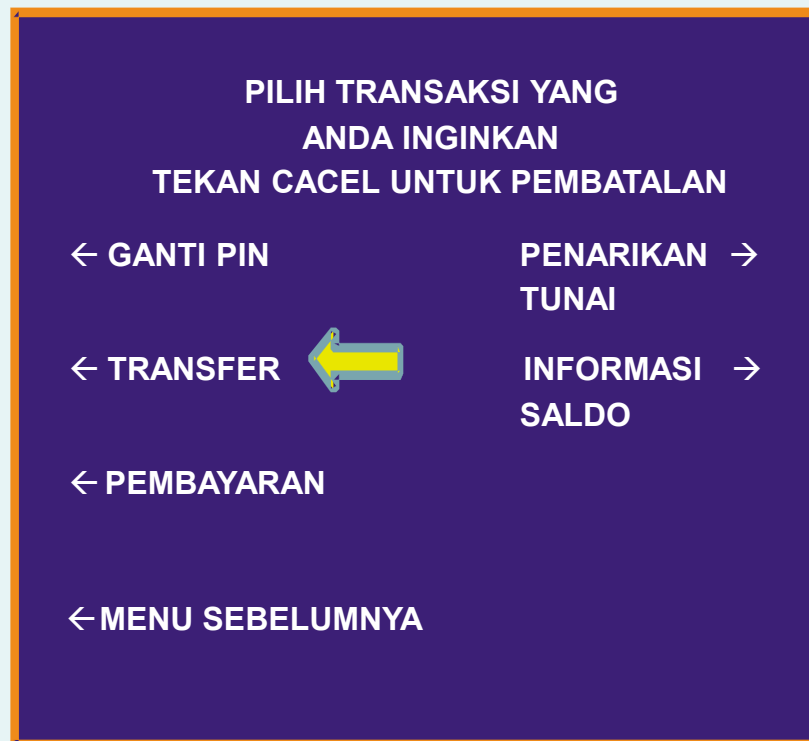 PILIH TRANSAKSI YANG
ANDA INGINKAN
TEKAN CACEL UNTUK PEMBATALAN
← GANTI PIN
PENARIKAN →
TUNAI
← TRANSFER
INFORMASI →
SALDO
← PEMBAYARAN
← MENU SEBELUMNYA